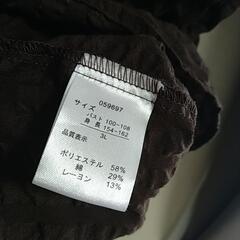 サイズ 059697
バスト 100-108
身長 154-162
品質表示 3L
ポリエステル 58%
綿 29%
レーヨン 13%